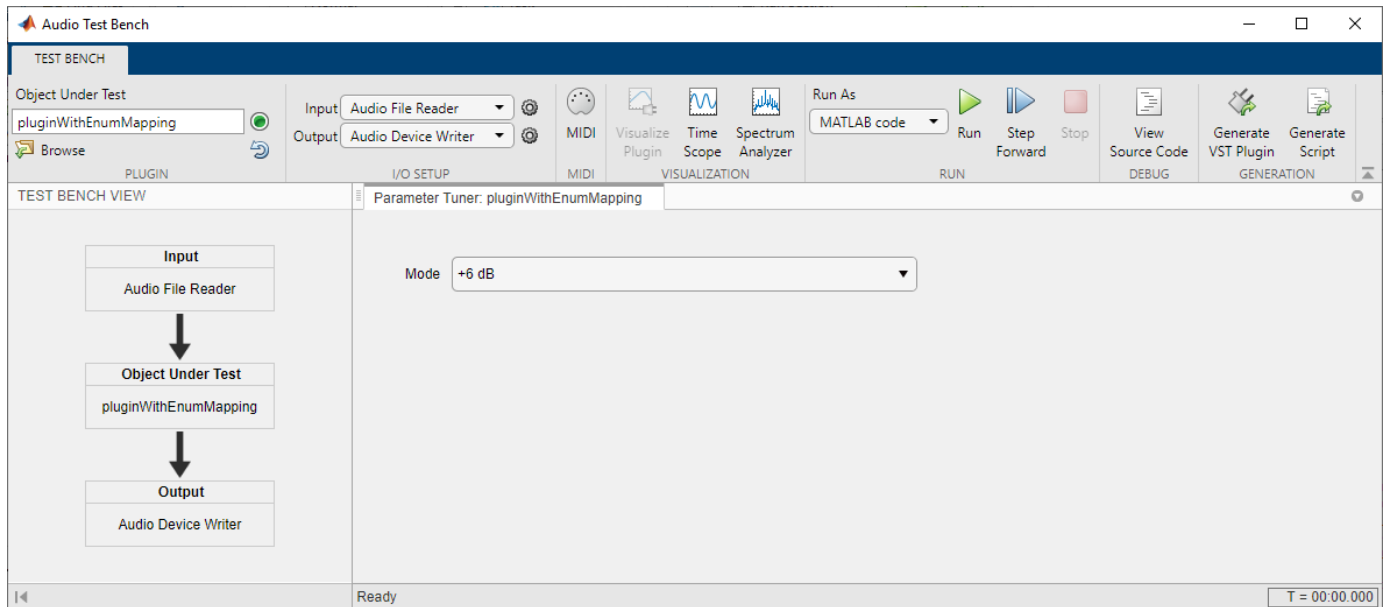 Audio Test Bench
TEST BENCH
Object Under Test
pluginWithEnumMapping
Browse
PLUGIN
Input Audio File Reader
Output Audio Device Writer
I/O SETUP
MIDI
MIDI
Visualize Plugin
Time Scope
Spectrum Analyzer
VISUALIZATION
Run As
MATLAB code
Run
Step Forward
Stop
RUN
View Source Code
DEBUG
Generate VST Plugin
Generate Script
GENERATION
TEST BENCH VIEW
Parameter Tuner: pluginWithEnumMapping
Input
Audio File Reader
Object Under Test
pluginWithEnumMapping
Output
Audio Device Writer
Mode +6 dB
Ready
T = 00:00.000